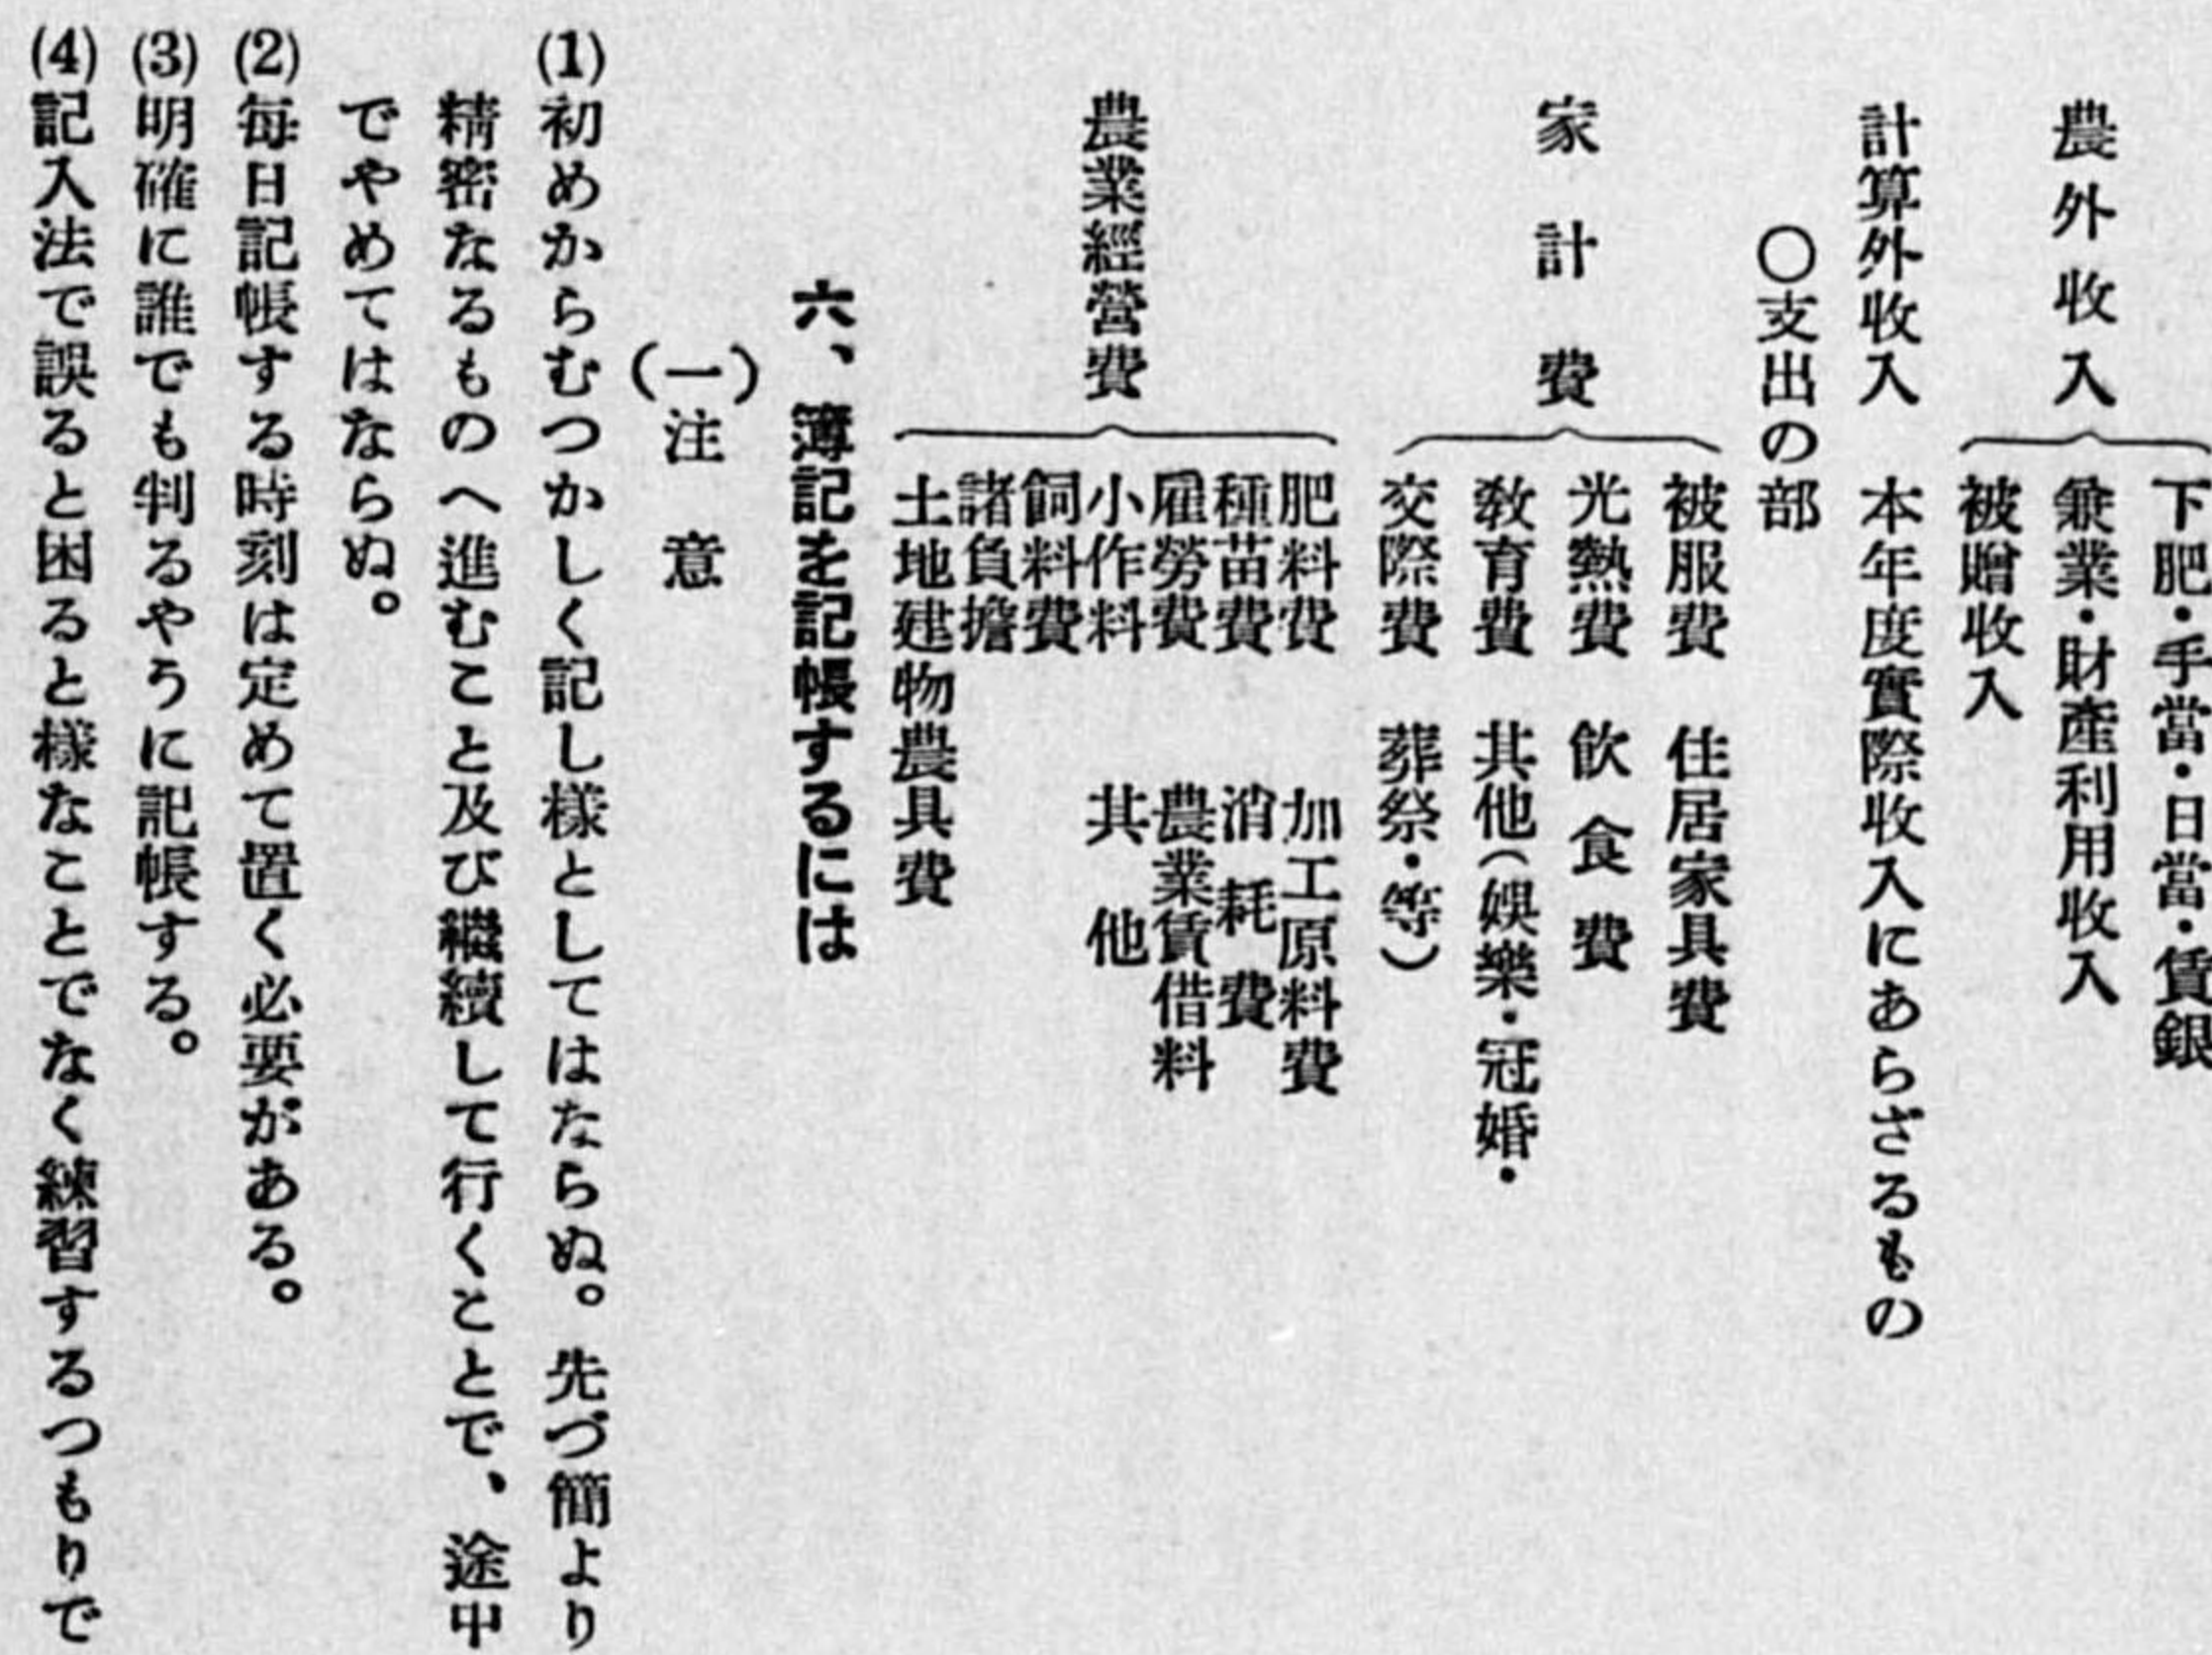 下肥・手當・日當・賃銀
農外收入
兼業・財產利用收入
被贈收入
計算外收入　本年度實際收入にあらざるもの
〇支出の部
被服費　住居家具費
家計費
光熱費　飲食費
敎育費　其他（娛樂・冠婚・
交際費　葬祭・等）
肥料費　加工原料費
種苗費　消耗費
雇勞費　農業賃借料
農業經營費
小作料　其他
飼料費
諸負擔
土地建物農具費
六、簿記を記帳するには
（一）注　意
(1)初めからむつかしく記し樣としてはならぬ。先づ簡より
精密なるものへ進むこと及び繼續して行くことで、途中
でやめてはならぬ。
(2)每日記帳する時刻は定めて置く必要がある。
(3)明確に誰でも判るやうに記帳する。
(4)記入法で誤ると困ると樣なことでなく練習するつもりで